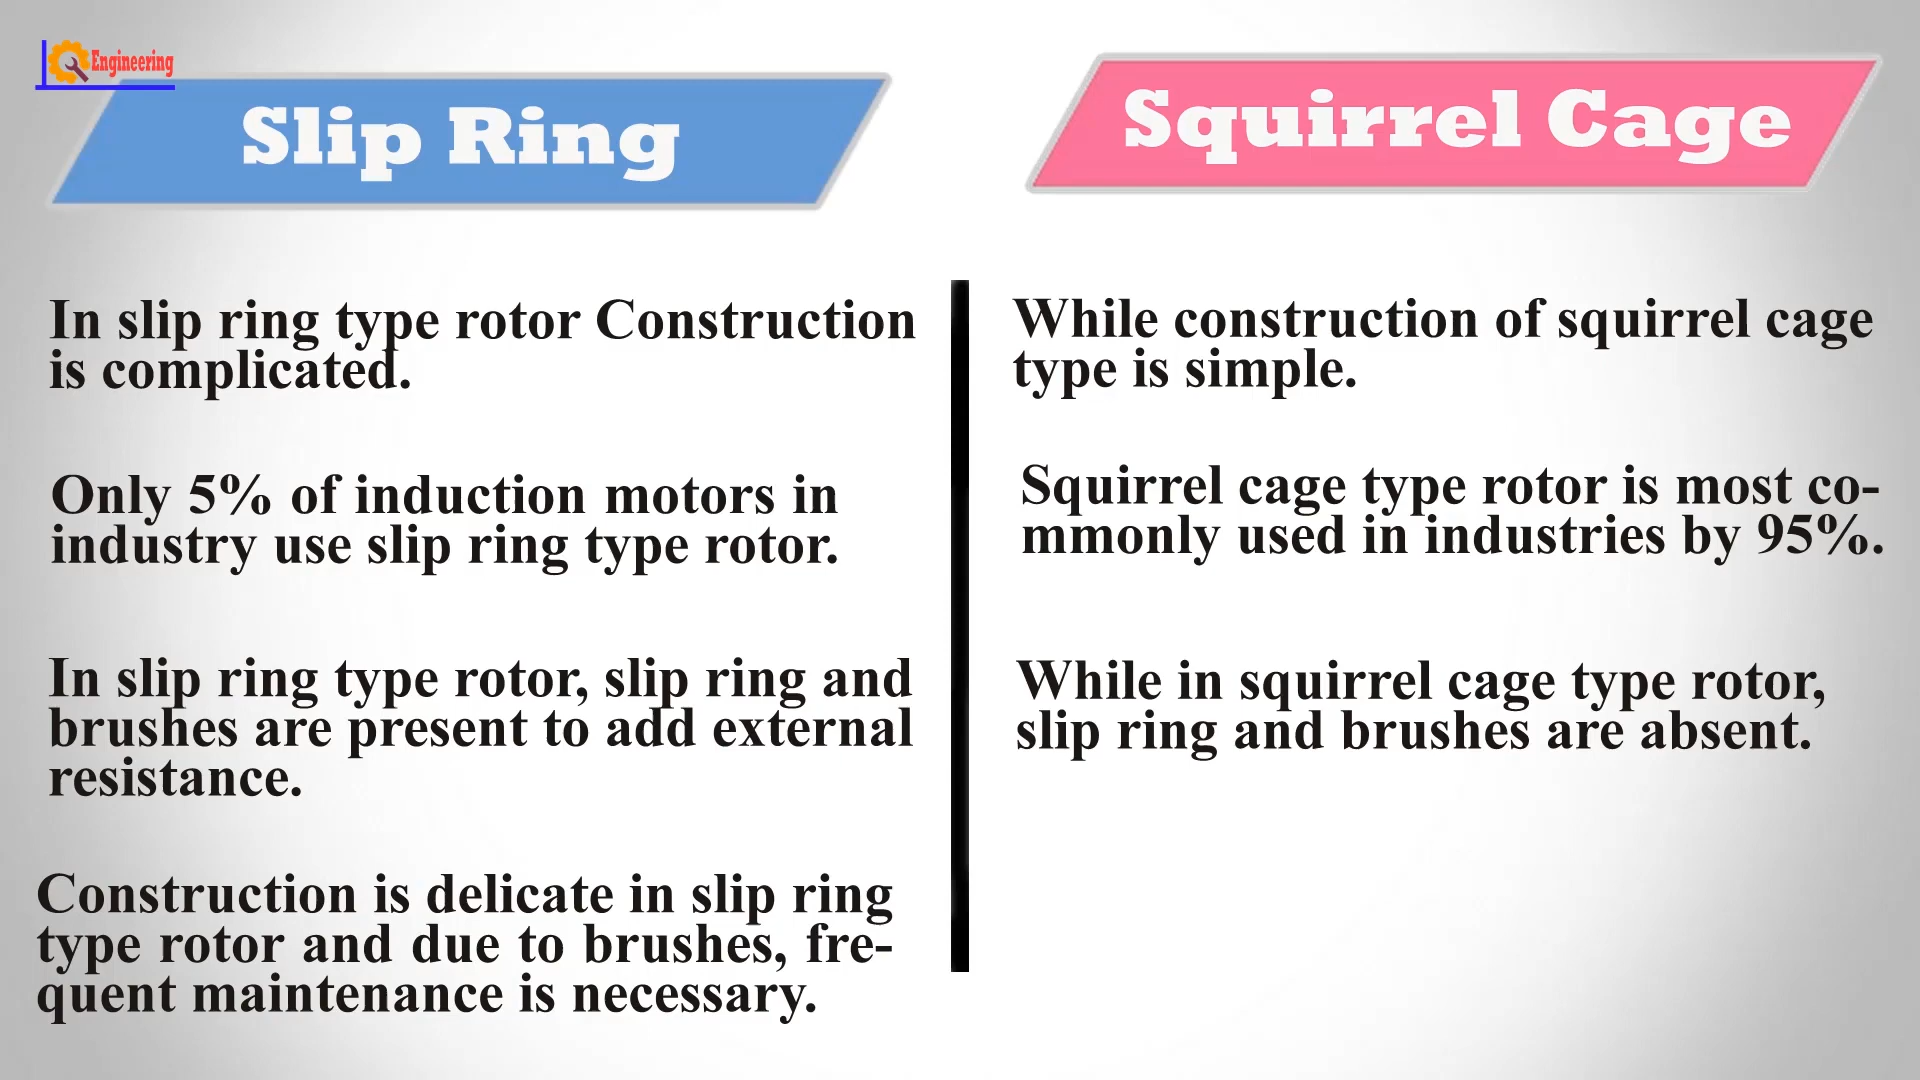 Engineering
Slip Ring
In slip ring type rotor Construction
is complicated.
Only 5% of induction motors in
industry use slip ring type rotor.
In slip ring type rotor, slip ring and
brushes are present to add external
resistance.
Construction is delicate in slip ring
type rotor and due to brushes, fre-
quent maintenance is necessary.
Squirrel Cage
While construction of squirrel cage
type is simple.
Squirrel cage type rotor is most co-
mmonly used in industries by 95%.
While in squirrel cage type rotor,
slip ring and brushes are absent.